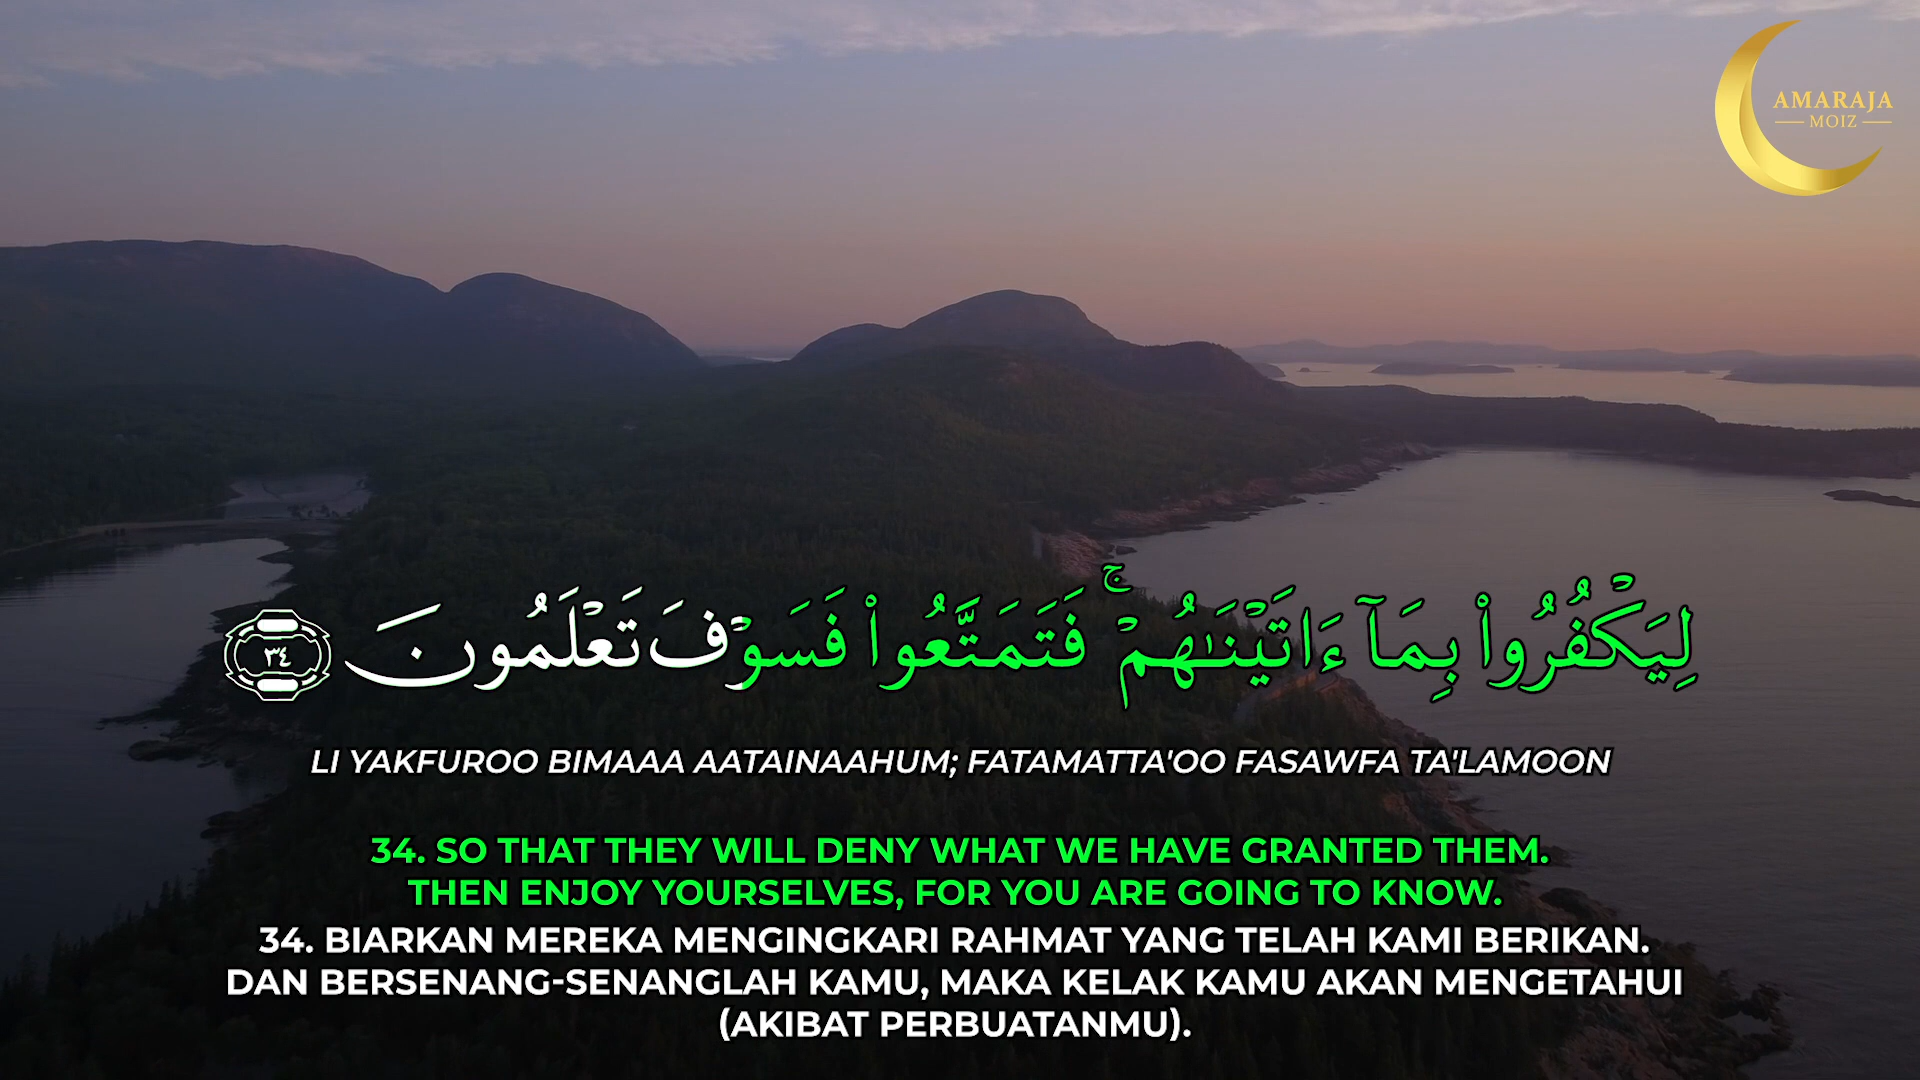 AMARAJA
MOIZ
لِيَكْفُرُوا۟ بِمَآ ءَاتَيْنَـٰهُمْ ۚ فَتَمَتَّعُوا۟ فَسَوْفَ تَعْلَمُونَ ٣٤
LI YAKFUROO BIMAAA AATAINAAHUM; FATAMATTA'OO FASAWFA TA'LAMOON
34. SO THAT THEY WILL DENY WHAT WE HAVE GRANTED THEM.
THEN ENJOY YOURSELVES, FOR YOU ARE GOING TO KNOW.
34. BIARKAN MEREKA MENGINGKARI RAHMAT YANG TELAH KAMI BERIKAN.
DAN BERSENANG-SENANGLAH KAMU, MAKA KELAK KAMU AKAN MENGETAHUI
(AKIBAT PERBUATANMU).